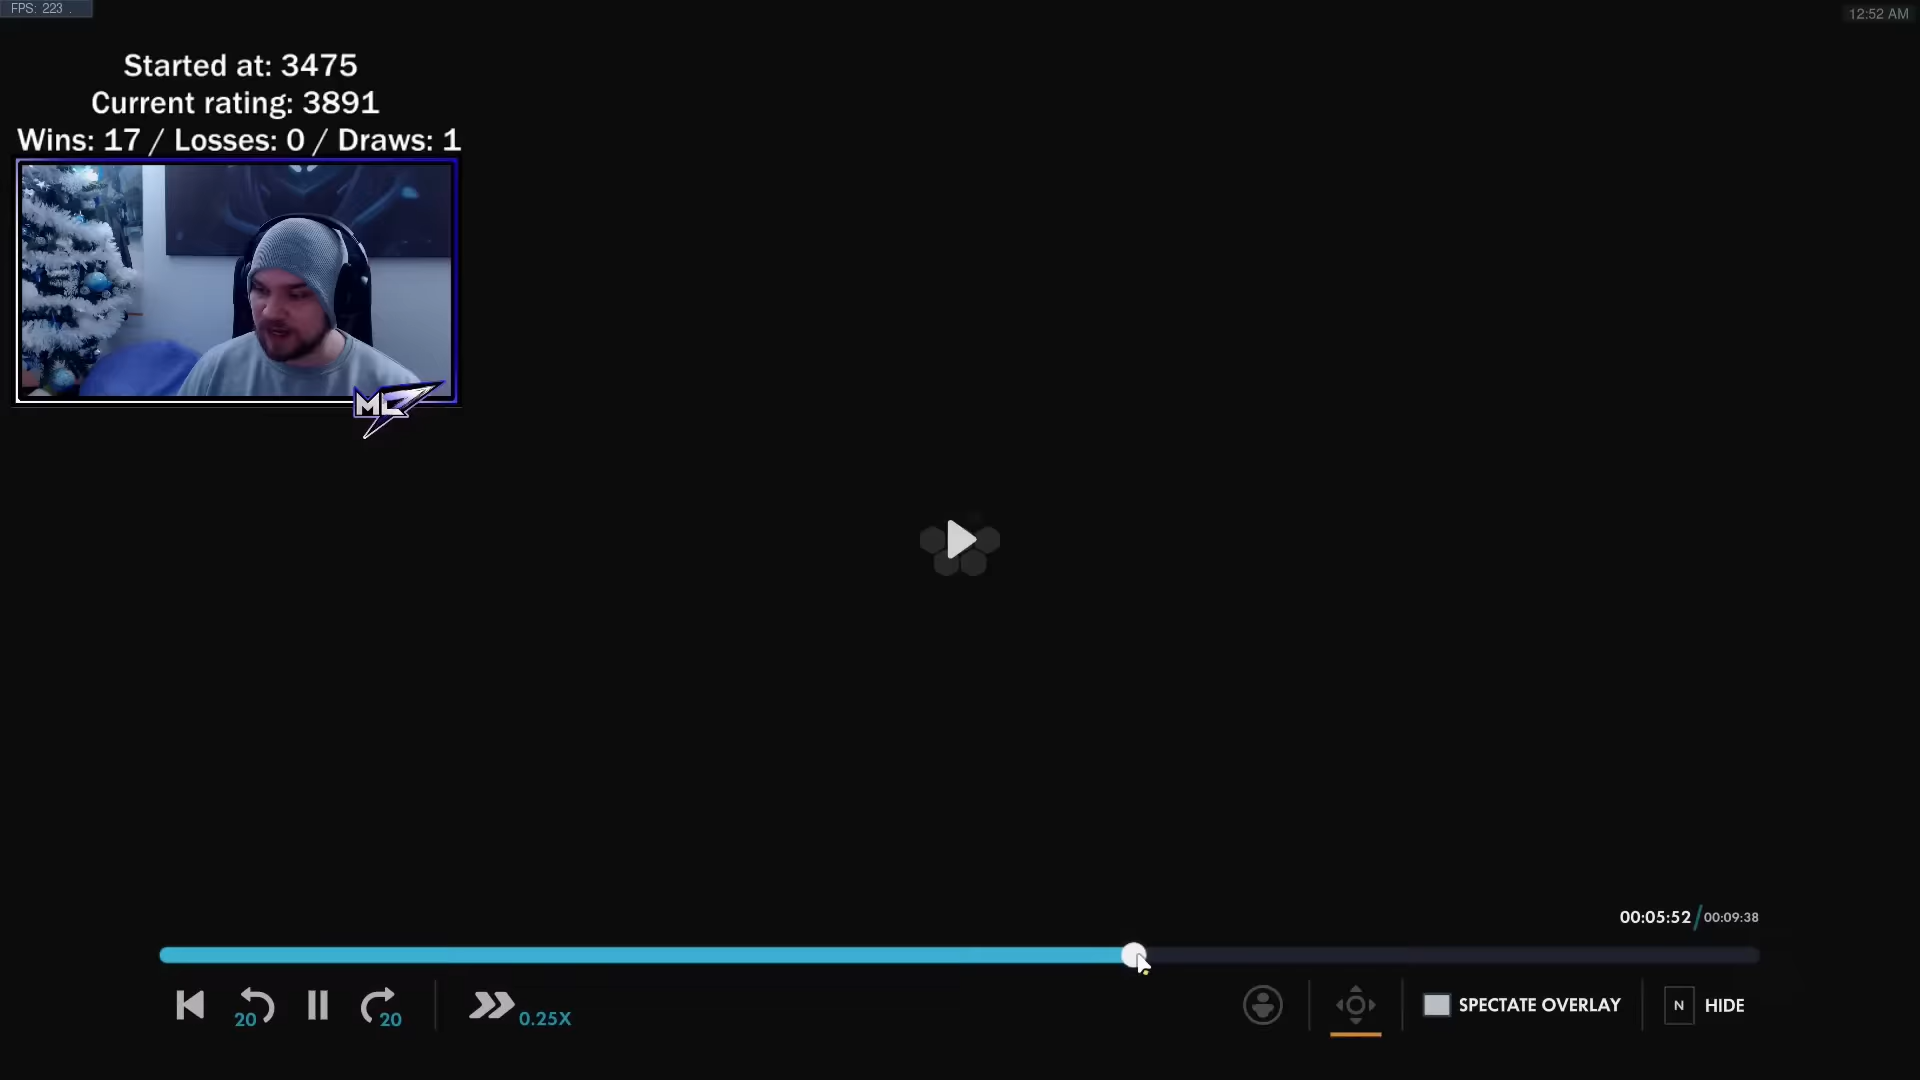 FPS: 223 .
12:52 AM
Started at: 3475
Current rating: 3891
Wins: 17 / Losses: 0 / Draws: 1
ML7
00:05:52 / 00:09:38
20
20
0.25X
SPECTATE OVERLAY
N
HIDE